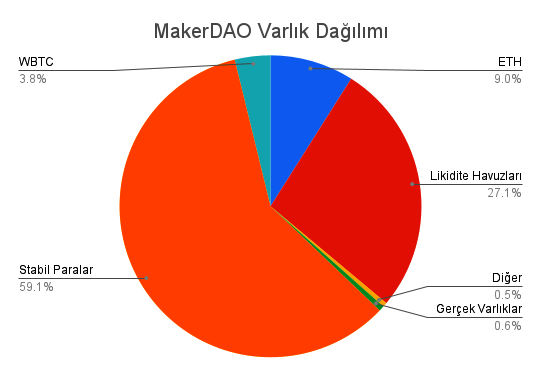 MakerDAO Varlık Dağılımı
WBTC
3.8%
ETH
9.0%
Likidite Havuzları
27.1%
Stabil Paralar
59.1%
Diğer
0.5%
Gerçek Varlıklar
0.6%